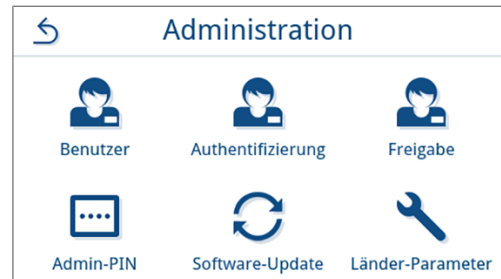 Administration
Benutzer Authentifizierung Freigabe
Admin-PIN Software-Update Länder-Parameter